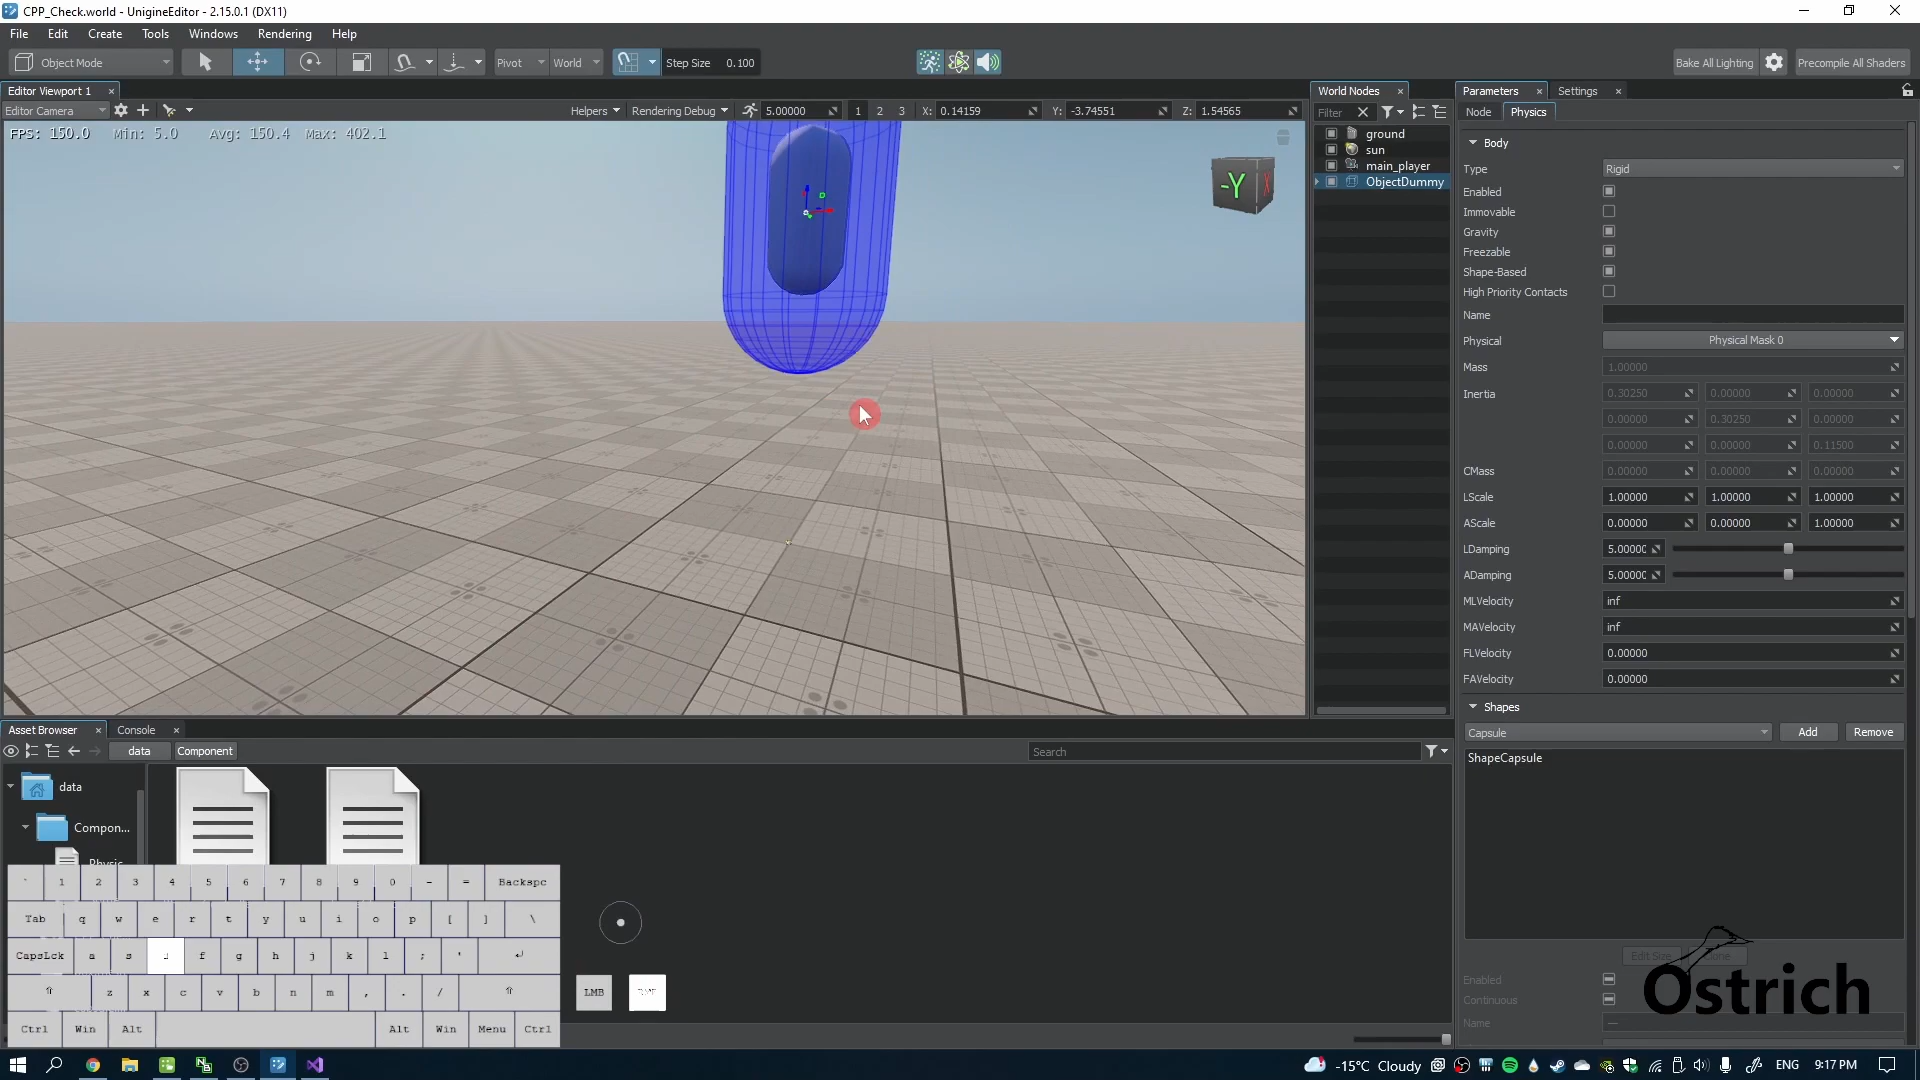 CPP_Check.world - UnigineEditor - 2.15.0.1 (DX11)
File Edit Create Tools Windows Rendering Help
Object Mode Pivot World Step Size 0.100 Bake All Lighting Precompile All Shaders
Editor Viewport 1
Editor Camera Helpers Rendering Debug 5.00000 1 2 3 X: 0.14159 Y: -3.74551 Z: 1.54565
FPS: 150.0 Min: 5.0 Avg: 150.4 Max: 402.1
-Y X
World Nodes
Filter
ground
sun
main_player
ObjectDummy
Parameters Settings
Node Physics
Body
Type Rigid
Enabled
Immovable
Gravity
Freezable
Shape-Based
High Priority Contacts
Name
Physical Physical Mask 0
Mass 1.00000
Inertia 0.30250 0.00000 0.00000
0.00000 0.30250 0.00000
0.00000 0.00000 0.11500
CMass 0.00000 0.00000 0.00000
LScale 1.00000 1.00000 1.00000
AScale 0.00000 0.00000 1.00000
LDamping 5.0000
ADamping 5.0000
MLVelocity inf
MAVelocity inf
FLVelocity 0.00000
FAVelocity 0.00000
Shapes
Capsule Add Remove
ShapeCapsule
Edit Size Clone
Enabled
Continuous
Name
Ostrich
Asset Browser Console
data Component Search
data
Compon...
Physic
` 1 2 3 4 5 6 7 8 9 0 - = Backspc
Tab q w e r t y u i o p [ ] \
CapsLck a s f g h j k l ; '
z x c v b n m , . /
Ctrl Win Alt Alt Win Menu Ctrl
LMB
-15°C Cloudy ENG 9:17 PM